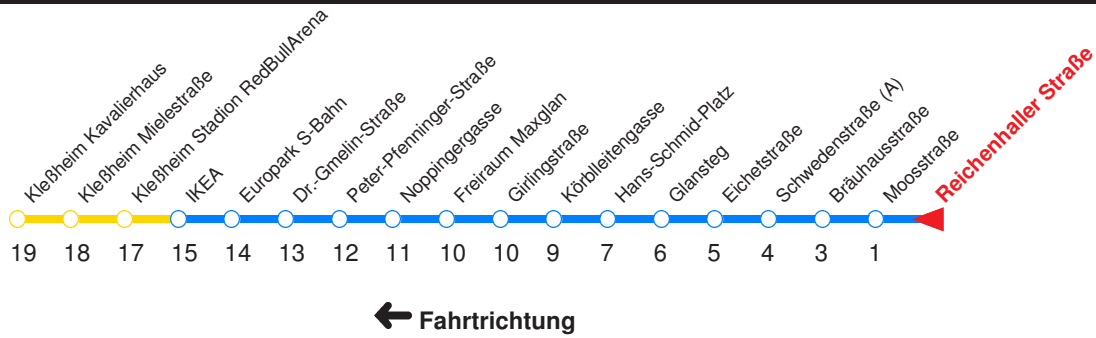 Kleßheim Kavalierhaus
Kleßheim Mielestraße
Kleßheim Stadion RedBullArena
IKEA
Europark S-Bahn
Dr.-Gmelin-Straße
Peter-Pfenninger-Straße
Noppingergasse
Freiraum Maxglan
Girlingstraße
Körblleitengasse
Hans-Schmid-Platz
Glansteg
Eichetstraße
Schwedenstraße (A)
Bräuhausstraße
Moosstraße
Reichenhaller Straße
19 18 17 15 14 13 12 11 10 10 9 7 6 5 4 3 1
Fahrtrichtung